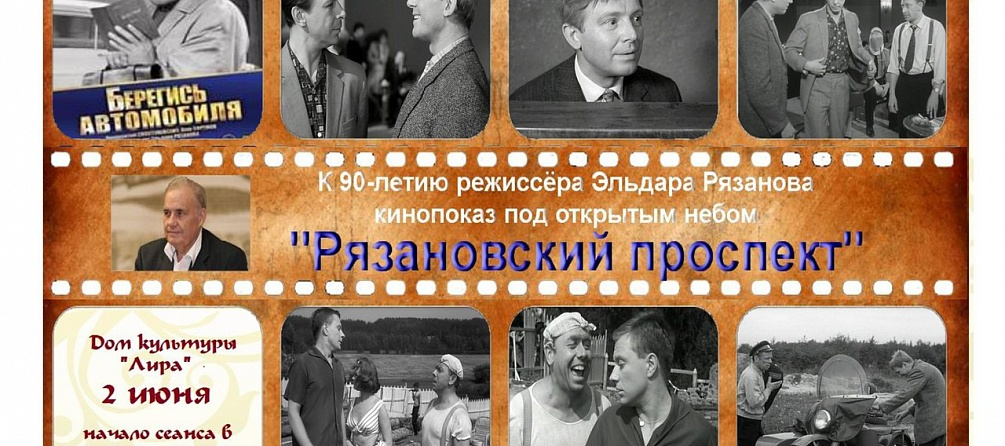 БЕРЕГИСЬ
АВТОМОБИЛЯ
К 90-летию режиссёра Эльдара Рязанова
кинопоказ под открытым небом
"Рязановский проспект"
Дом культуры
"Лира"
2 июня
начало сеанса в